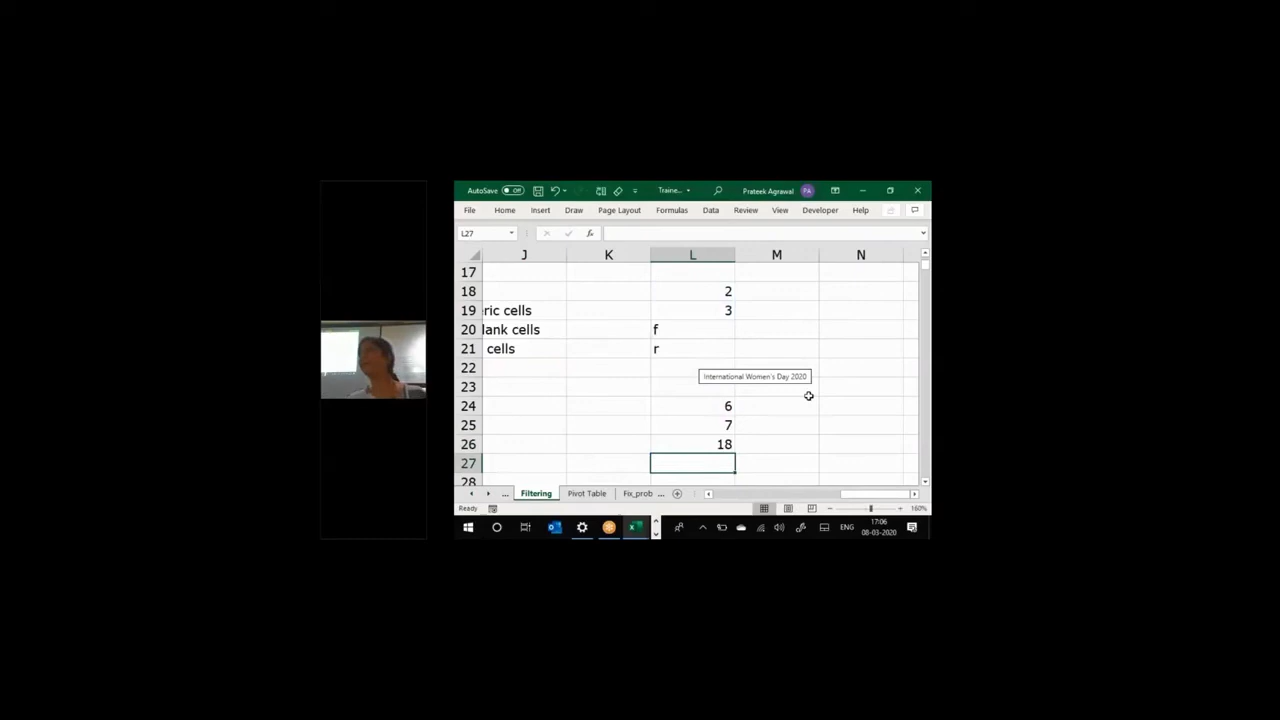 AutoSave Off Traine... Prateek Agrawal PA
File Home Insert Draw Page Layout Formulas Data Review View Developer Help
L27 fx
J K L M N
17
18 2
19 ric cells 3
20 lank cells f
21 cells r
22
International Women's Day 2020
23
24 6
25 7
26 18
27
28
... Filtering Pivot Table Fix_prob ...
Ready 160%
ENG 17:06
08-03-2020